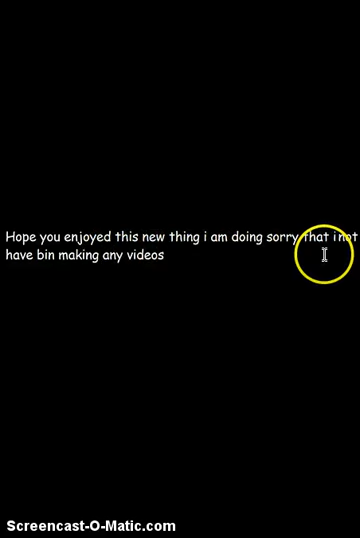 Hope you enjoyed this new thing i am doing sorry that i not
have bin making any videos
Screencast-O-Matic.com